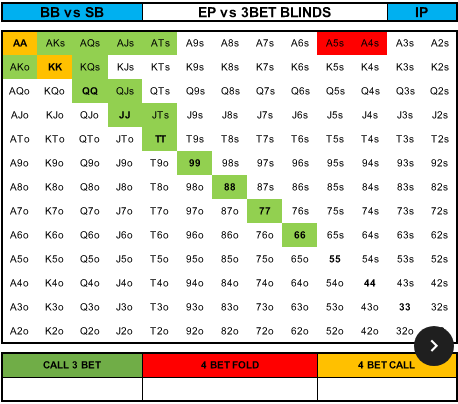 BB vs SB EP vs 3BET BLINDS IP
AA AKs AQs AJs ATs A9s A8s A7s A6s A5s A4s A3s A2s
AKo KK KQs KJs KTs K9s K8s K7s K6s K5s K4s K3s K2s
AQo KQo QQ QJs QTs Q9s Q8s Q7s Q6s Q5s Q4s Q3s Q2s
AJo KJo QJo JJ JTs J9s J8s J7s J6s J5s J4s J3s J2s
ATo KTo QTo JTo TT T9s T8s T7s T6s T5s T4s T3s T2s
A9o K9o Q9o J9o T9o 99 98s 97s 96s 95s 94s 93s 92s
A8o K8o Q8o J8o T8o 98o 88 87s 86s 85s 84s 83s 82s
A7o K7o Q7o J7o T7o 97o 87o 77 76s 75s 74s 73s 72s
A6o K6o Q6o J6o T6o 96o 86o 76o 66 65s 64s 63s 62s
A5o K5o Q5o J5o T5o 95o 85o 75o 65o 55 54s 53s 52s
A4o K4o Q4o J4o T4o 94o 84o 74o 64o 54o 44 43s 42s
A3o K3o Q3o J3o T3o 93o 83o 73o 63o 53o 43o 33 32s
A2o K2o Q2o J2o T2o 92o 82o 72o 62o 52o 42o 32o
CALL 3 BET 4 BET FOLD 4 BET CALL